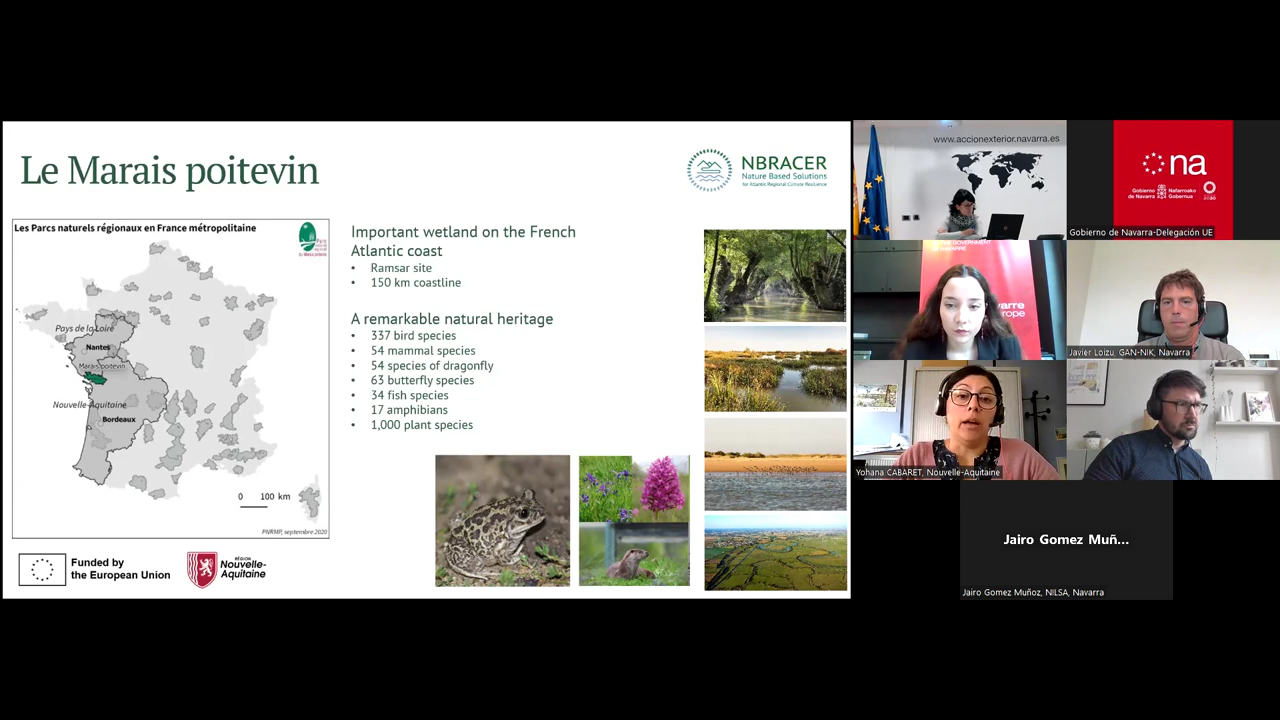 Le Marais poitevin
NBRACER
Nature Based Solutions
for Atlantic Regional Climate Resilience
Les Parcs naturels régionaux en France métropolitaine
Pays de la Loire
Nantes
Marais poitevin
Nouvelle-Aquitaine
Bordeaux
0 100 km
PNRMP, septembre 2020
Important wetland on the French
Atlantic coast
• Ramsar site
• 150 km coastline
A remarkable natural heritage
• 337 bird species
• 54 mammal species
• 54 species of dragonfly
• 63 butterfly species
• 34 fish species
• 17 amphibians
• 1,000 plant species
Funded by
the European Union
RÉGION
Nouvelle-
Aquitaine
www.accionexterior.navarra.es
na
Gobierno de Navarra
Nafarroako Gobernua
Gobierno de Navarra-Delegación UE
Javier Loizu, GAN-NIK, Navarra
Yohana CABARET, Nouvelle-Aquitaine
Jairo Gomez Muñ...
Jairo Gomez Muñoz, NILSA, Navarra